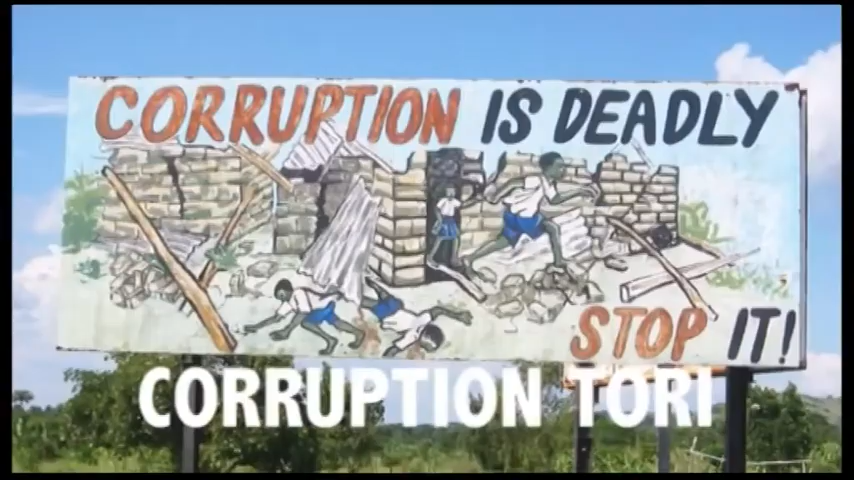 CORRUPTION IS DEADLY
STOP IT!
CORRUPTION TORI